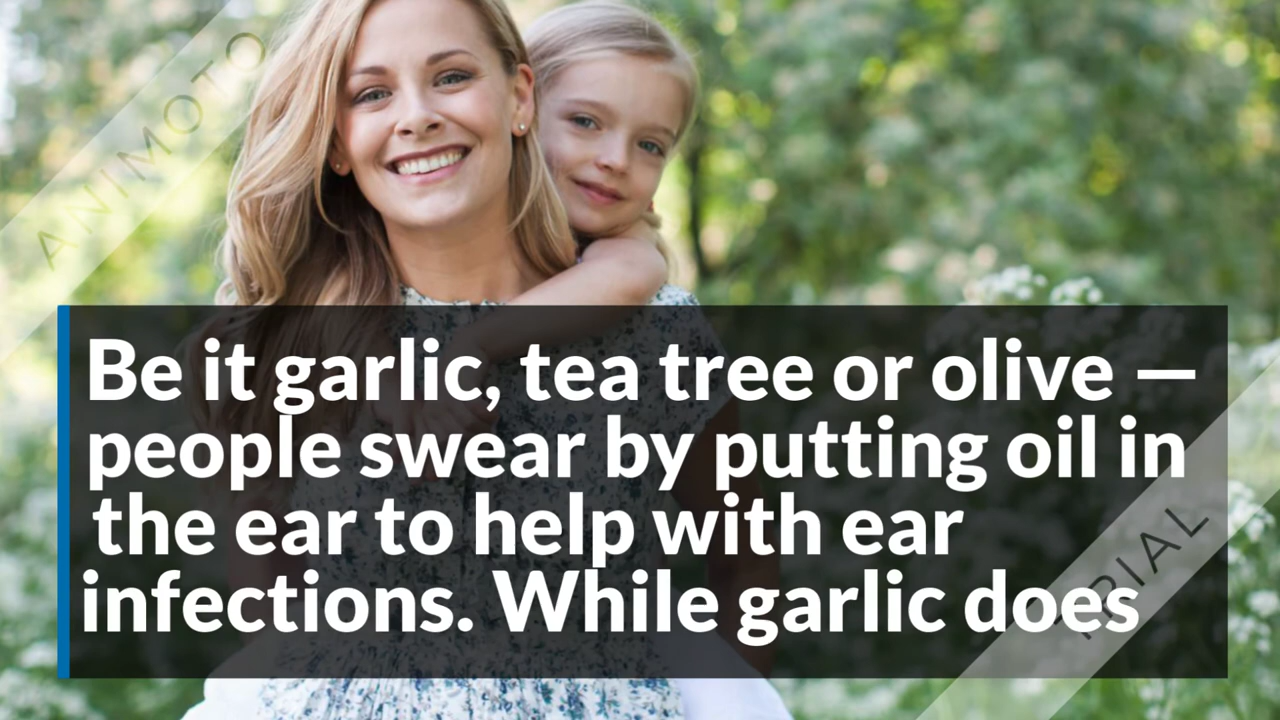 ANIMOTO
Be it garlic, tea tree or olive —
people swear by putting oil in
the ear to help with ear
infections. While garlic does
TRIAL